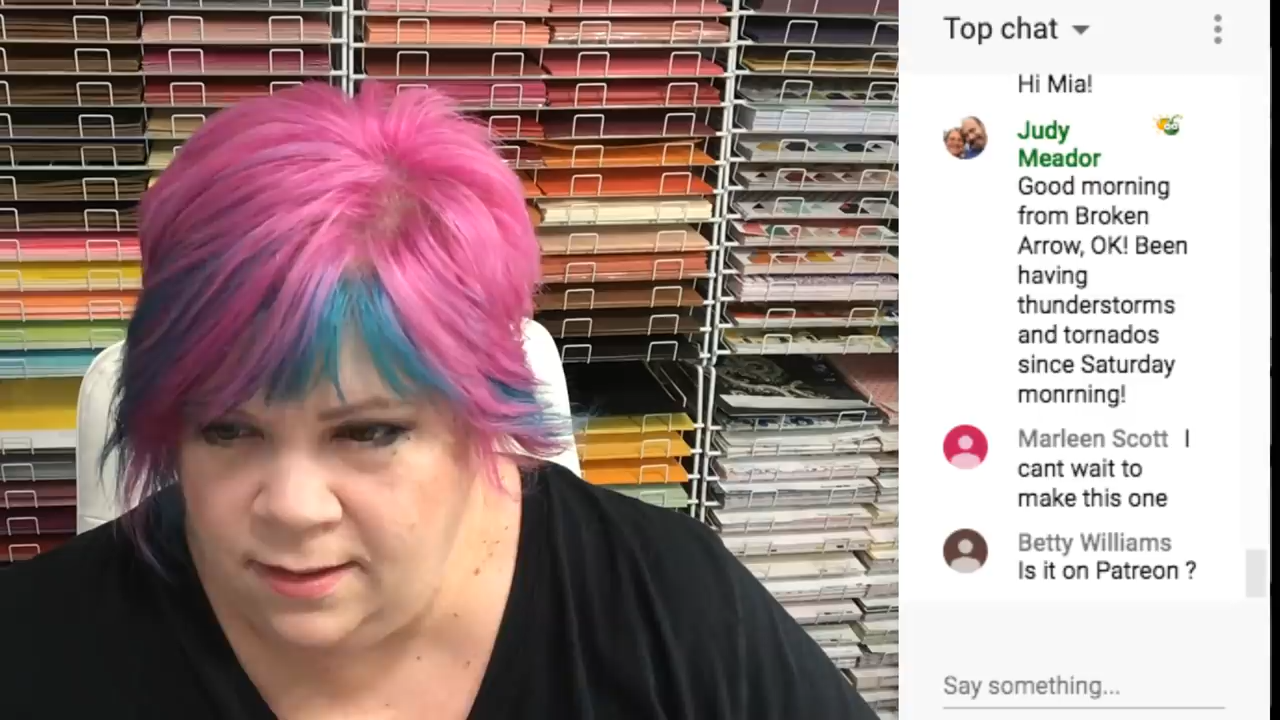 Top chat
Hi Mia!
Judy
Meador
Good morning
from Broken
Arrow, OK! Been
having
thunderstorms
and tornados
since Saturday
monrning!
Marleen Scott I
cant wait to
make this one
Betty Williams
Is it on Patreon ?
Say something...